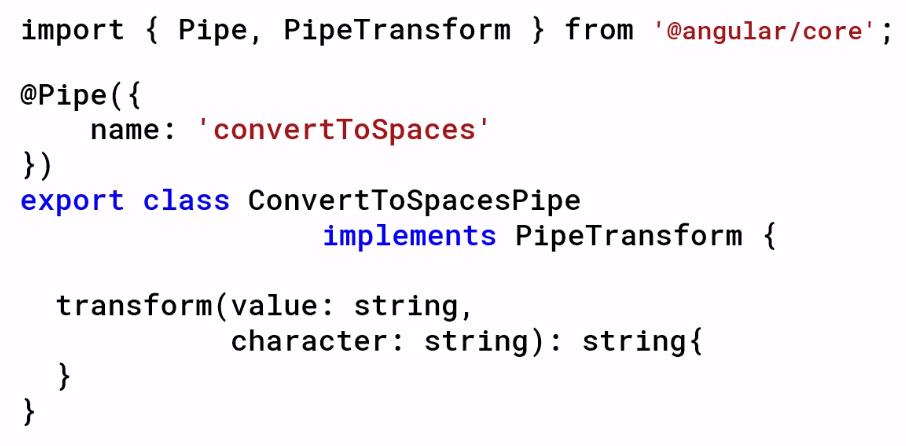 import { Pipe, PipeTransform } from '@angular/core';
@Pipe({
    name: 'convertToSpaces'
})
export class ConvertToSpacesPipe
                 implements PipeTransform {
  transform(value: string,
            character: string): string{
  }
}